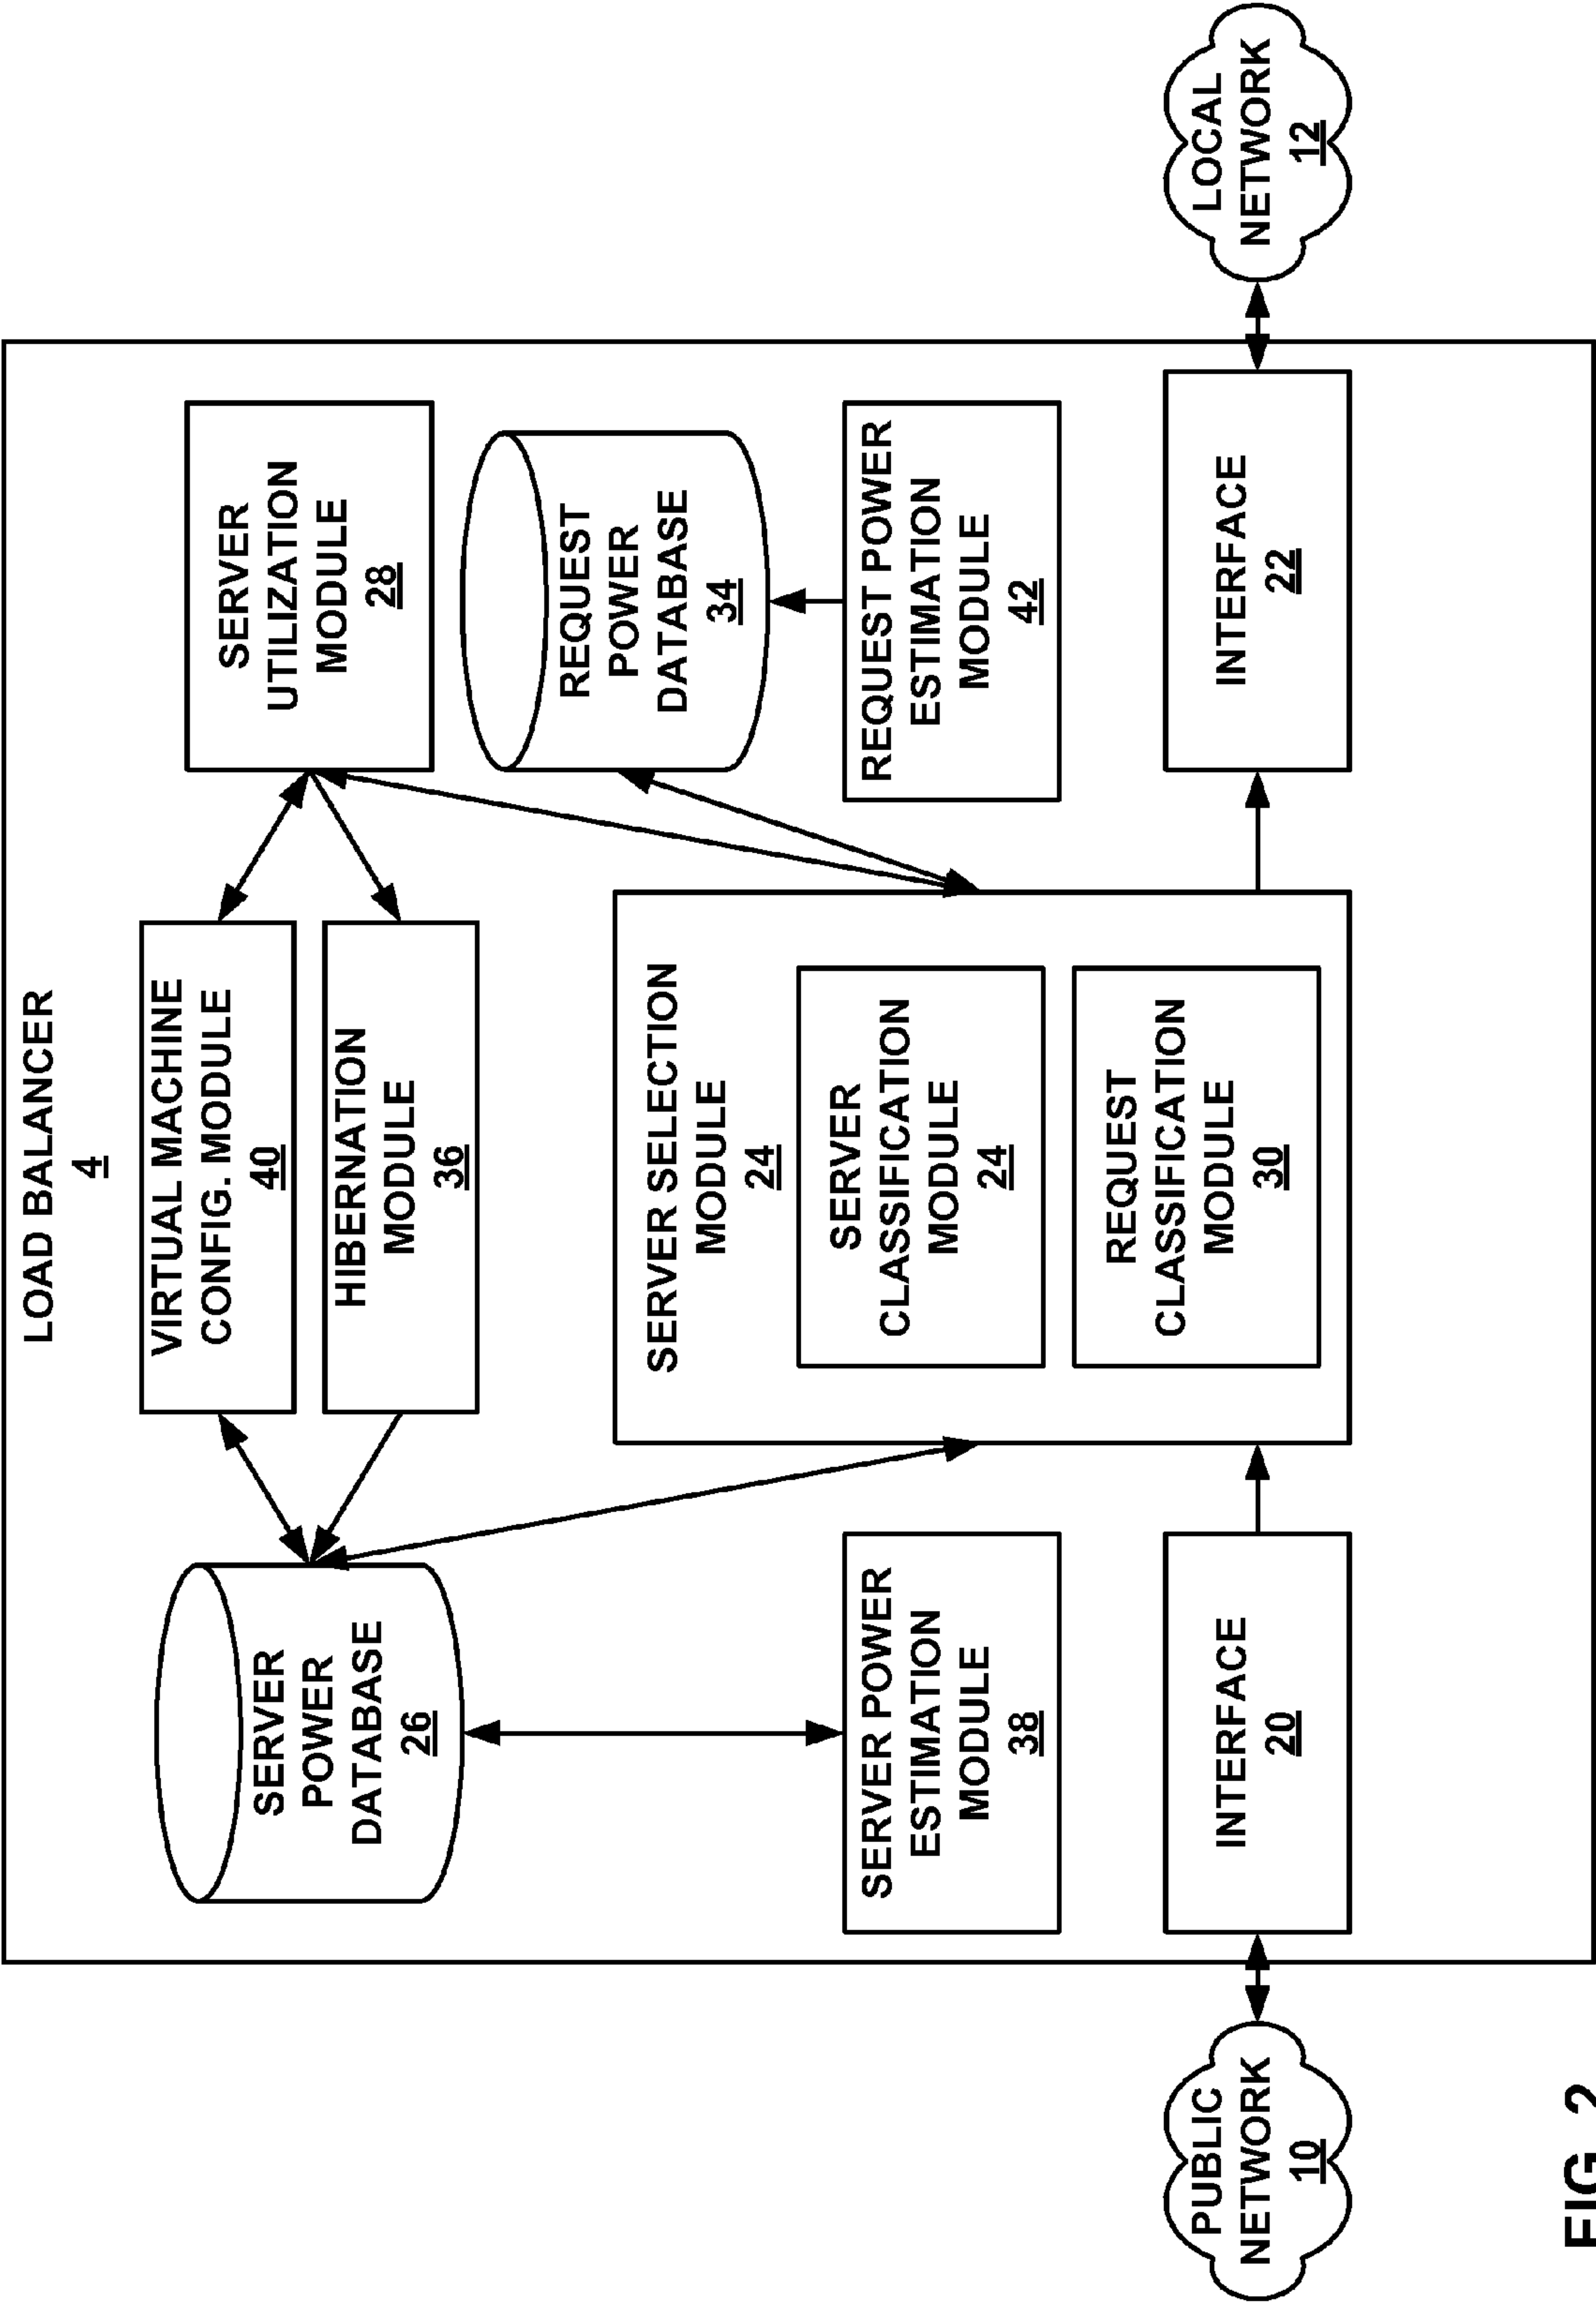 LOAD BALANCER
4
VIRTUAL MACHINE
CONFIG. MODULE
40
HIBERNATION
MODULE
36
SERVER
POWER
DATABASE
26
SERVER
UTILIZATION
MODULE
28
REQUEST
POWER
DATABASE
34
SERVER SELECTION
MODULE
24
SERVER
CLASSIFICATION
MODULE
24
REQUEST
CLASSIFICATION
MODULE
30
SERVER POWER
ESTIMATION
MODULE
38
REQUEST POWER
ESTIMATION
MODULE
42
PUBLIC
NETWORK
10
INTERFACE
20
INTERFACE
22
LOCAL
NETWORK
12
FIG. 2